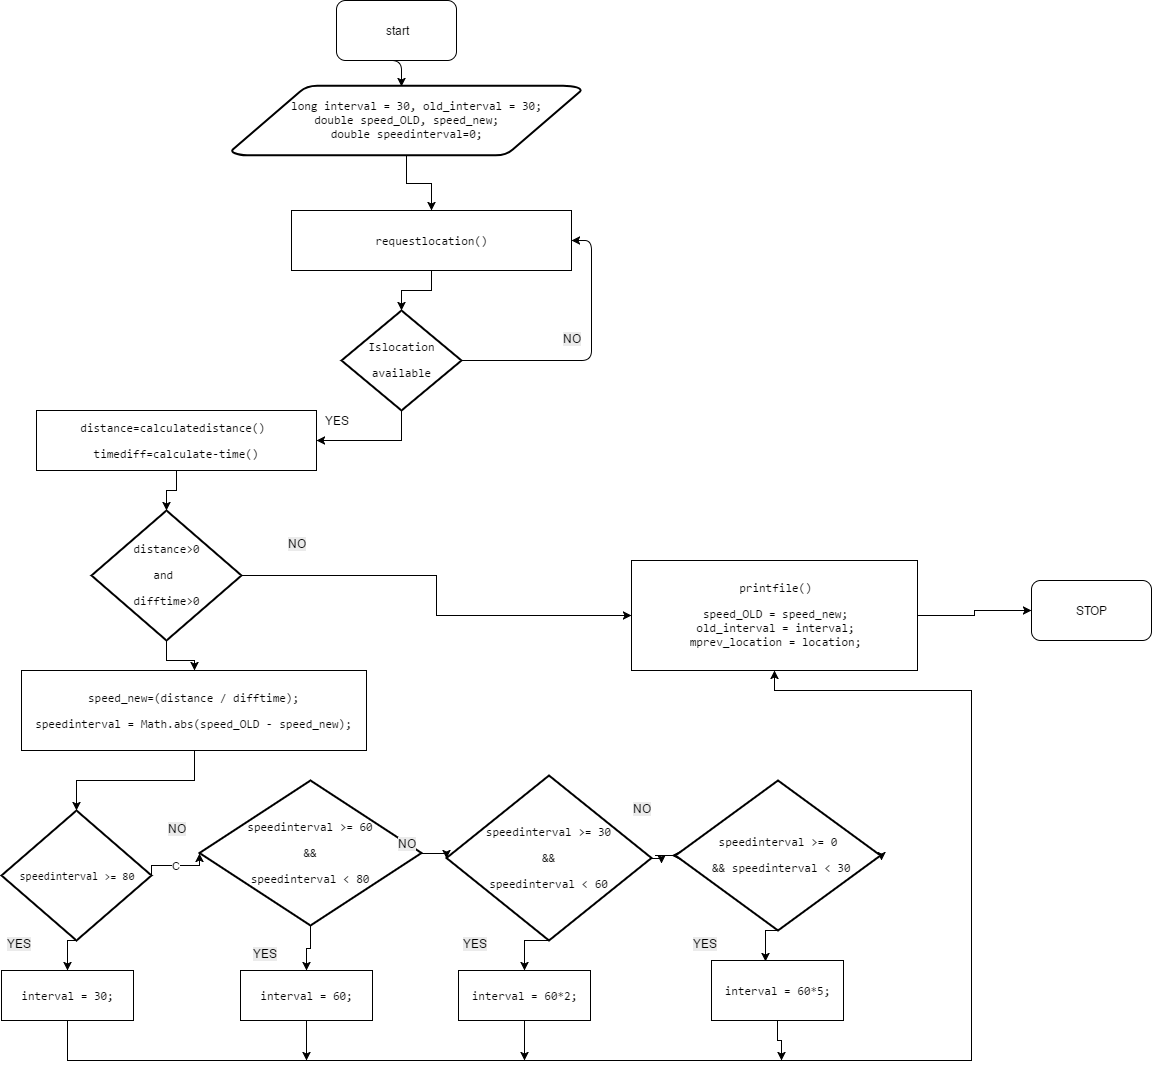 start
long interval = 30, old_interval = 30;
double speed_OLD, speed_new;
double speedinterval=0;
requestlocation()
Islocation
available
NO
YES
distance=calculatedistance()
timediff=calculate-time()
distance>0
and
difftime>0
NO
printfile()
speed_OLD = speed_new;
old_interval = interval;
mprev_location = location;
STOP
speed_new=(distance / difftime);
speedinterval = Math.abs(speed_OLD - speed_new);
speedinterval >= 80
NO
C
speedinterval >= 60
&&
speedinterval < 80
NO
speedinterval >= 30
&&
speedinterval < 60
NO
speedinterval >= 0
&& speedinterval < 30
YES
YES
YES
YES
interval = 30;
interval = 60;
interval = 60*2;
interval = 60*5;